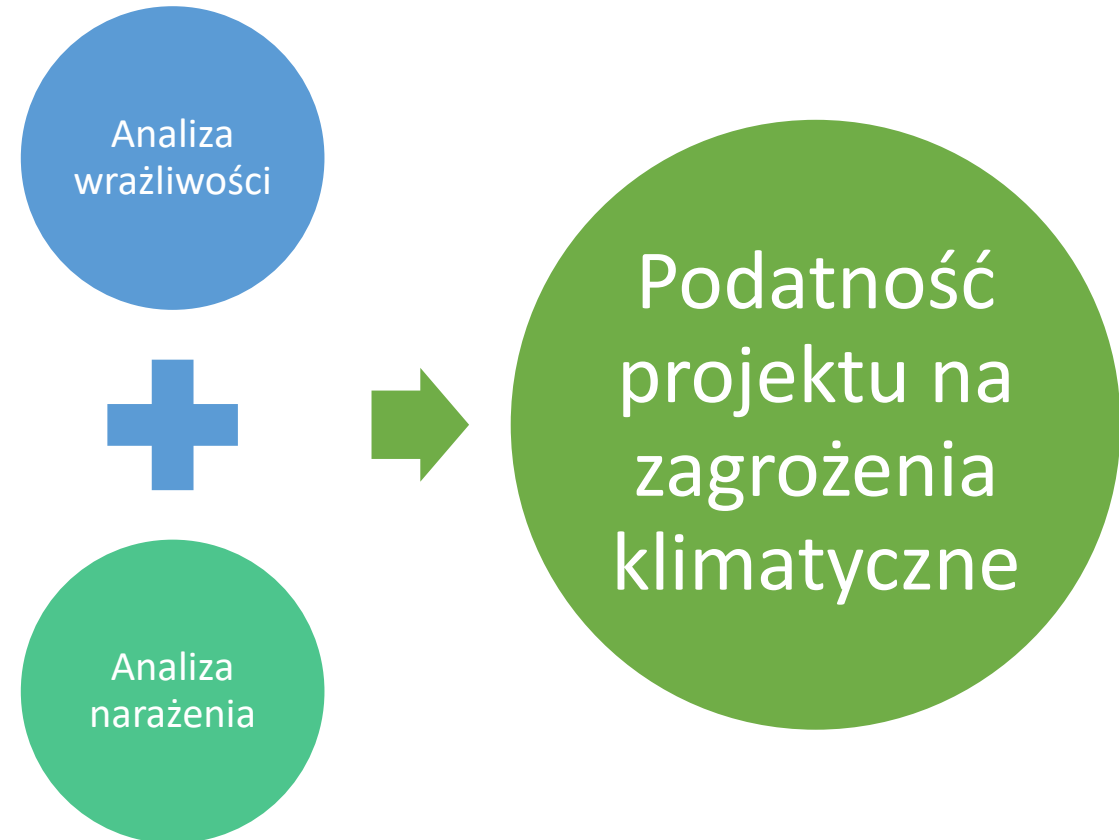 Analiza
wrażliwości
Analiza
narażenia
Podatność
projektu na
zagrożenia
klimatyczne